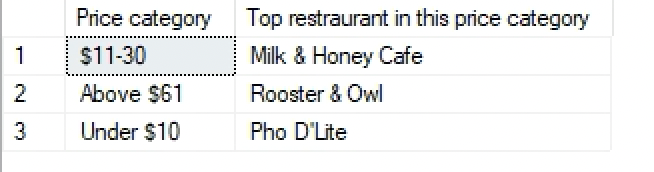 Price category Top restraurant in this price category
1 $11-30 Milk & Honey Cafe
2 Above $61 Rooster & Owl
3 Under $10 Pho D'Lite